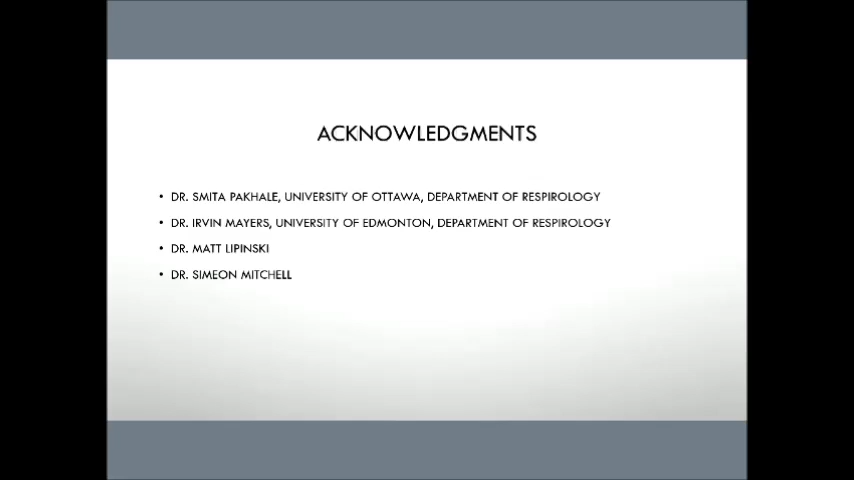 ACKNOWLEDGMENTS
• DR. SMITA PAKHALE, UNIVERSITY OF OTTAWA, DEPARTMENT OF RESPIROLOGY
• DR. IRVIN MAYERS, UNIVERSITY OF EDMONTON, DEPARTMENT OF RESPIROLOGY
• DR. MATT LIPINSKI
• DR. SIMEON MITCHELL